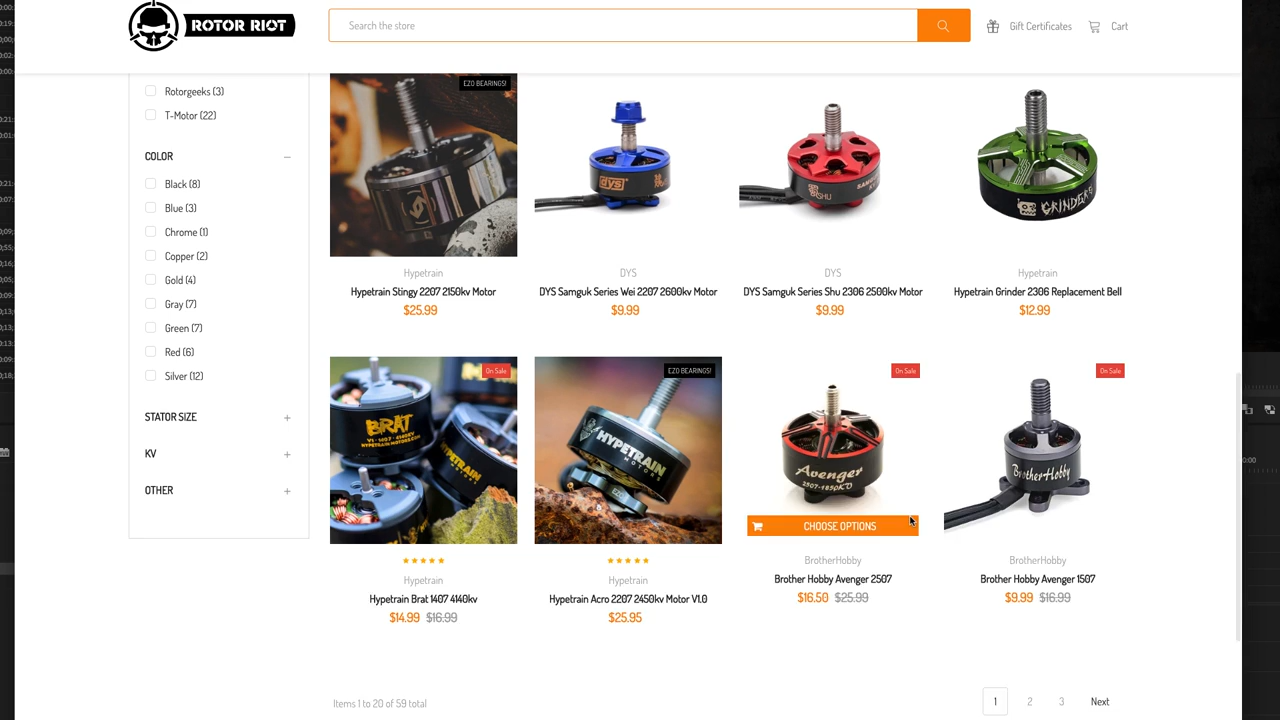 ROTOR RIOT
Search the store
Gift Certificates
Cart
Rotorgeeks (3)
T-Motor (22)
COLOR
Black (8)
Blue (3)
Chrome (1)
Copper (2)
Gold (4)
Gray (7)
Green (7)
Red (6)
Silver (12)
STATOR SIZE
KV
OTHER
EZO BEARINGS!
dys
SHU
GRINDER
Hypetrain
Hypetrain Stingy 2207 2150kv Motor
$25.99
DYS
DYS Samguk Series Wei 2207 2600kv Motor
$9.99
DYS
DYS Samguk Series Shu 2306 2500kv Motor
$9.99
Hypetrain
Hypetrain Grinder 2306 Replacement Bell
$12.99
On Sale
BRAT
HYPETRAIN
EZO BEARINGS!
HYPETRAIN
MOTORS
On Sale
Avenger
2507-1850KV
CHOOSE OPTIONS
On Sale
BrotherHobby
Hypetrain
Hypetrain Brat 1407 4140kv
$14.99 $16.99
Hypetrain
Hypetrain Acro 2207 2450kv Motor V1.0
$25.95
BrotherHobby
Brother Hobby Avenger 2507
$16.50 $25.99
BrotherHobby
Brother Hobby Avenger 1507
$9.99 $16.99
Items 1 to 20 of 59 total
1 2 3 Next